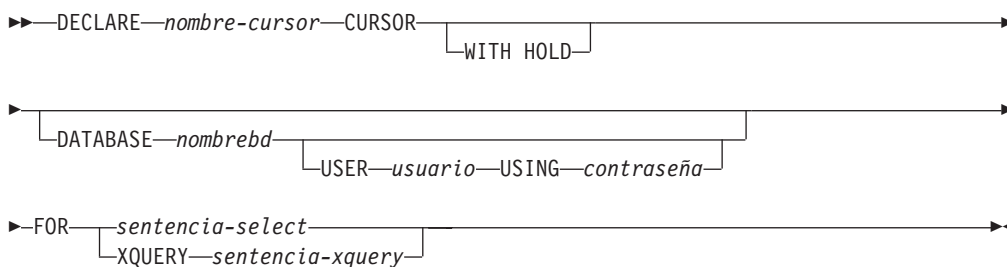 DECLARE nombre-cursor CURSOR
WITH HOLD
DATABASE nombrebd
USER usuario USING contraseña
FOR sentencia-select
XQUERY sentencia-xquery